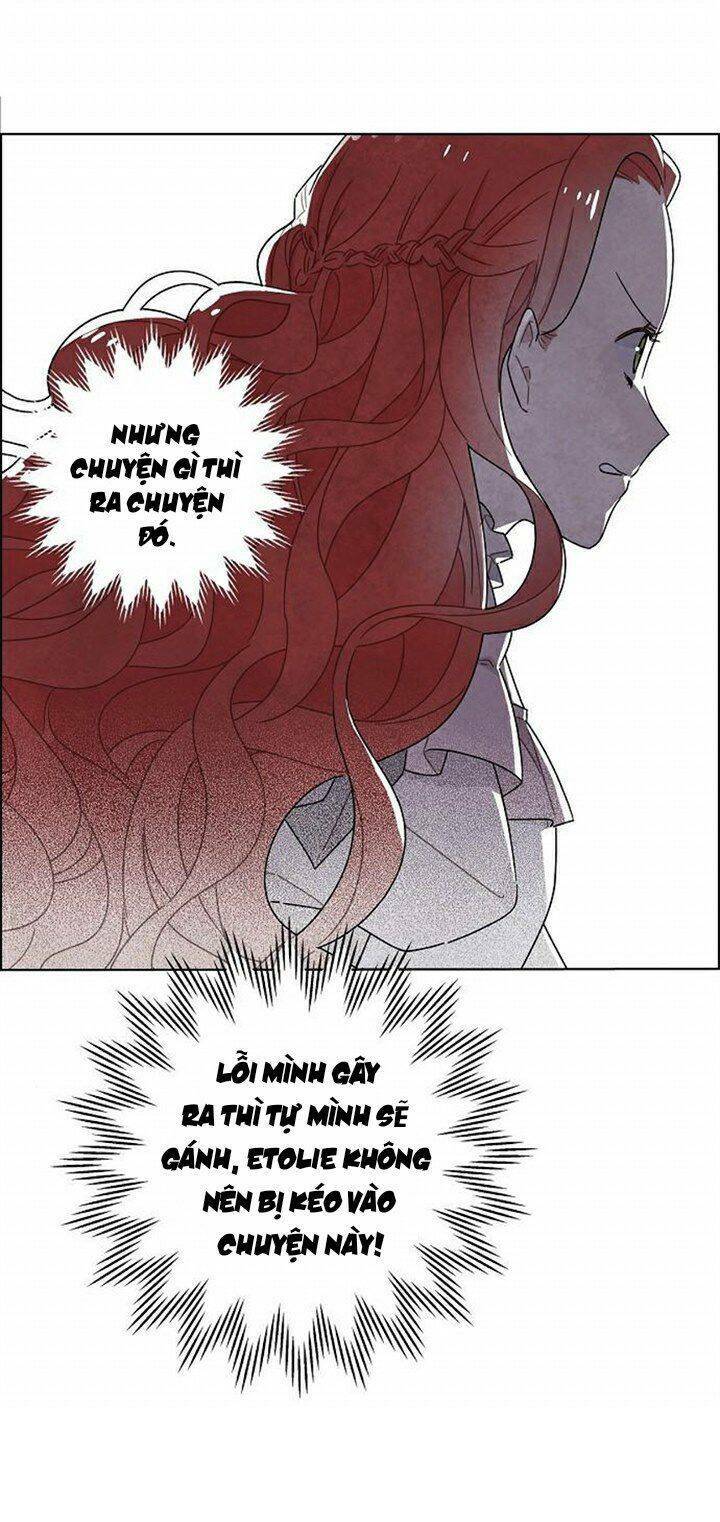 NHƯNG
CHUYỆN GÌ THÌ
RA CHUYỆN
ĐÓ.
LỖI MÌNH GÂY
RA THÌ TỰ MÌNH SẼ
GÁNH, ETOLIE KHÔNG
NÊN BỊ KÉO VÀO
CHUYỆN NÀY!